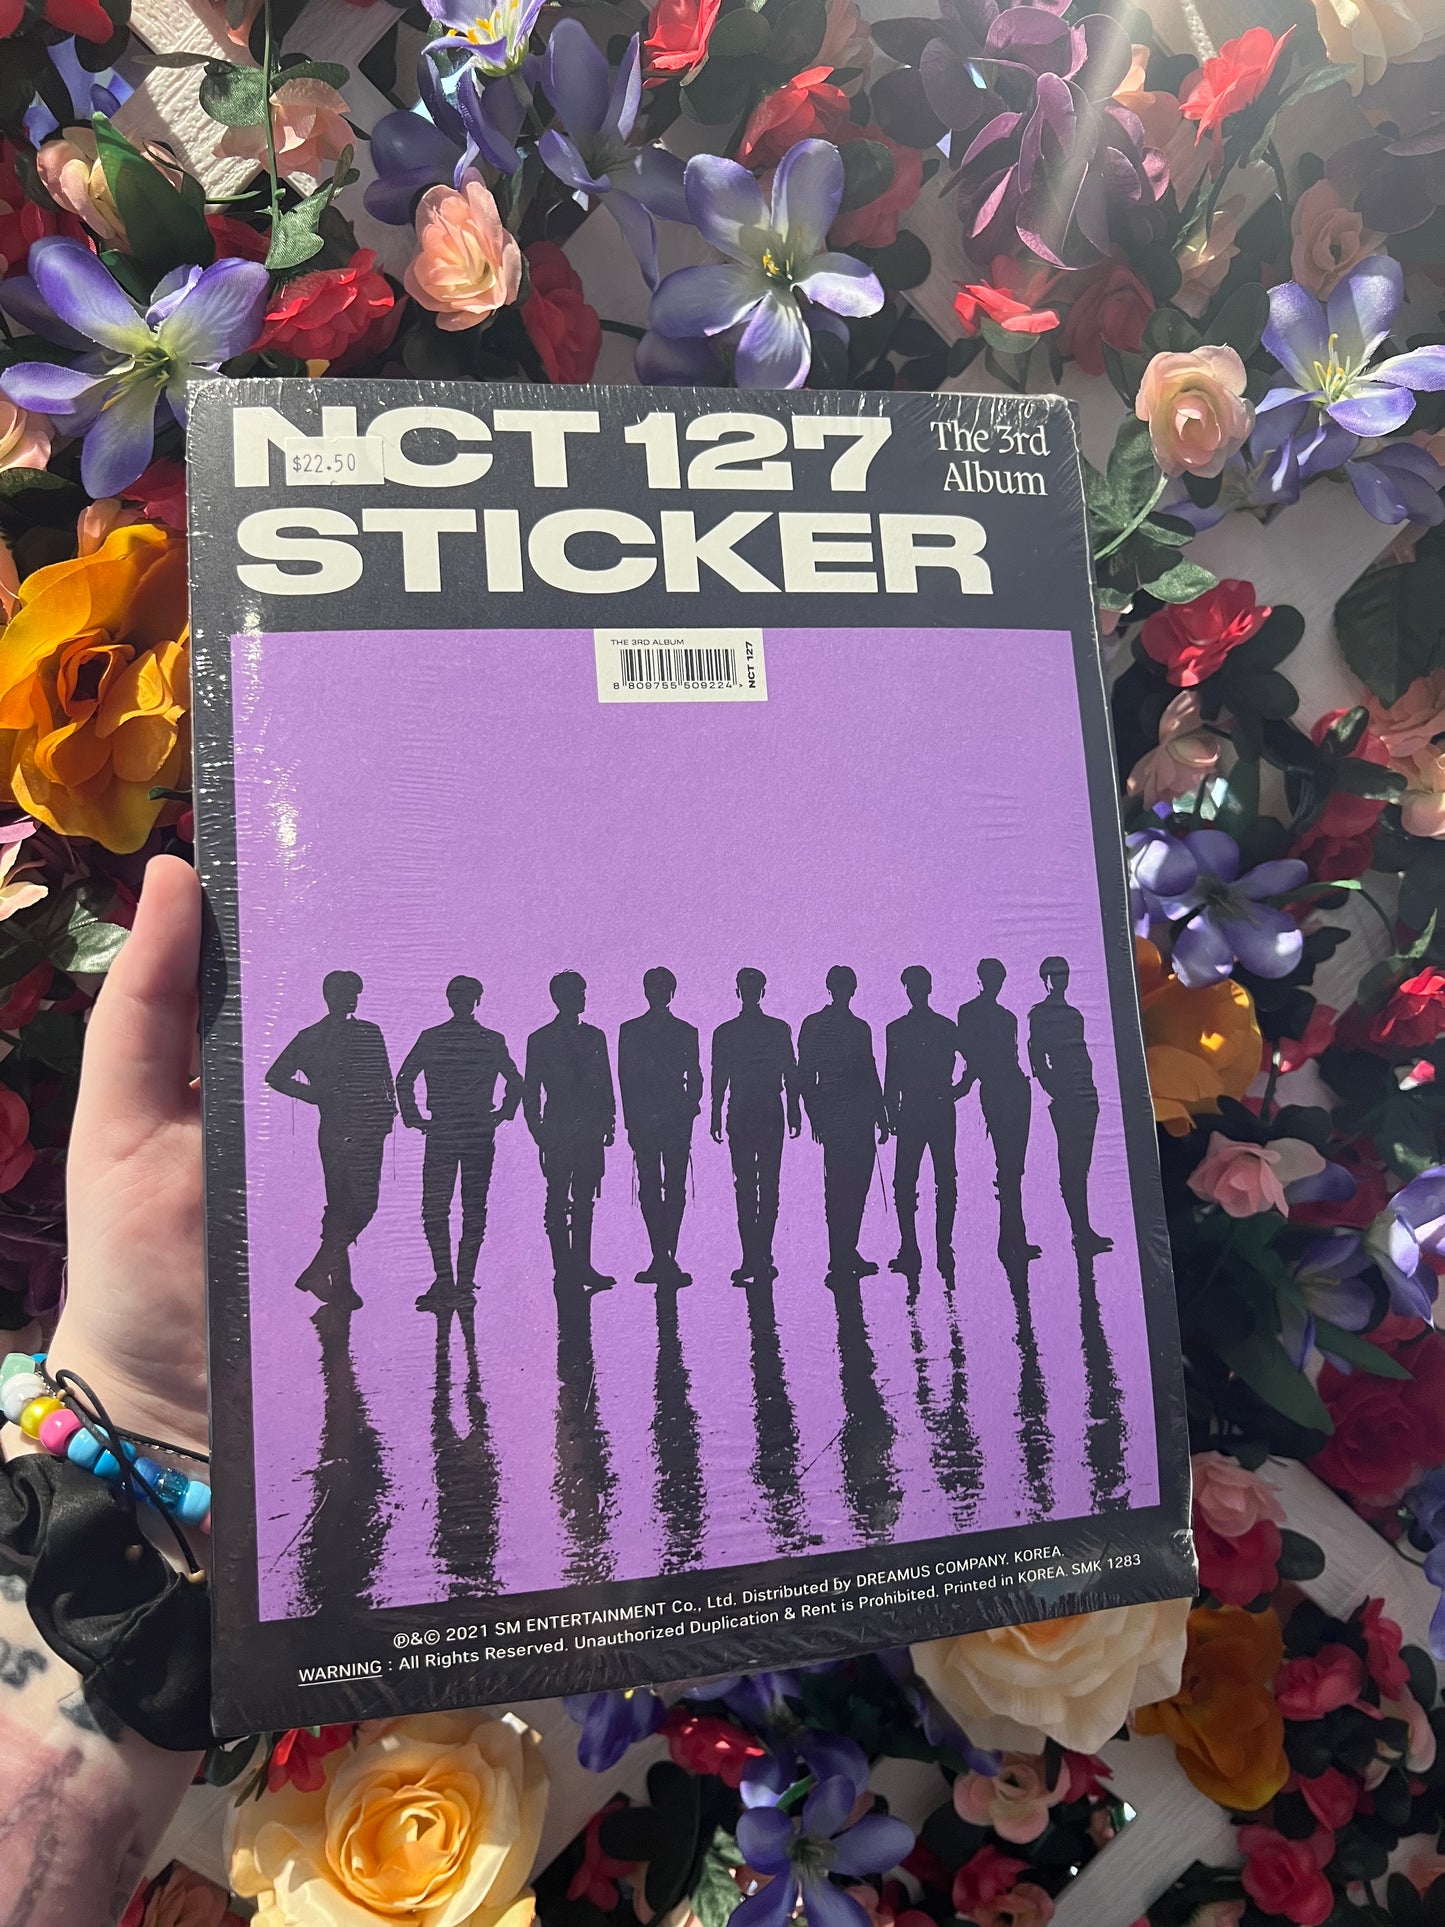 NCT 127
The 3rd
Album
$22.50
STICKER
THE 3RD ALBUM
NCT 127
8 809755 509224
℗&© 2021 SM ENTERTAINMENT Co., Ltd. Distributed by DREAMUS COMPANY. KOREA.
WARNING : All Rights Reserved. Unauthorized Duplication & Rent is Prohibited. Printed in KOREA. SMK 1283